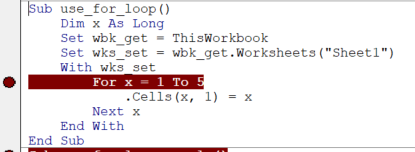 Sub use_for_loop()
Dim x As Long
Set wbk_get = ThisWorkbook
Set wks_set = wbk_get.Worksheets("Sheet1")
With wks_set
For x = 1 To 5
.Cells(x, 1) = x
Next x
End With
End Sub